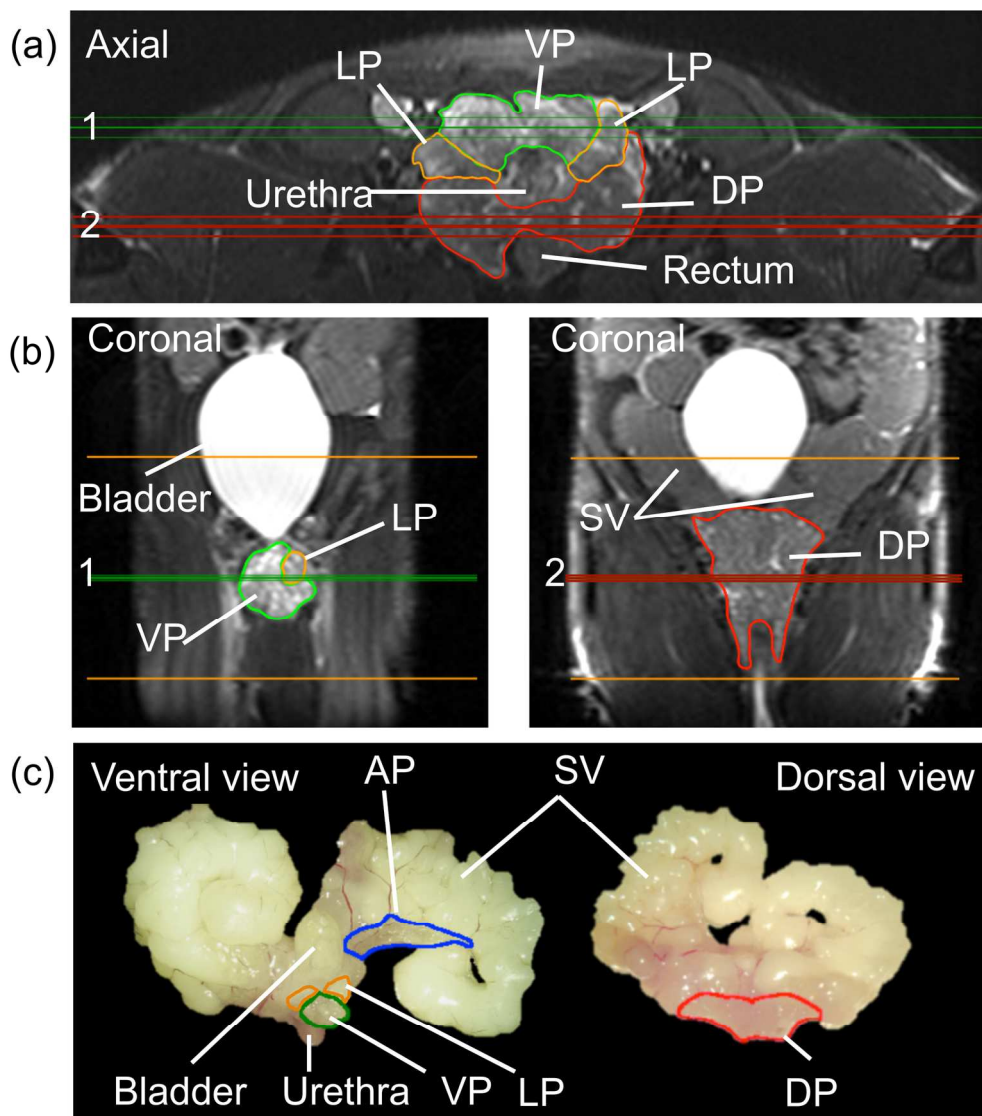 (a)
Axial
LP
VP
LP
1
Urethra
DP
2
Rectum
(b)
Coronal
Bladder
LP
1
VP
Coronal
SV
DP
2
(c)
Ventral view
AP
SV
Dorsal view
Bladder
Urethra
VP
LP
DP